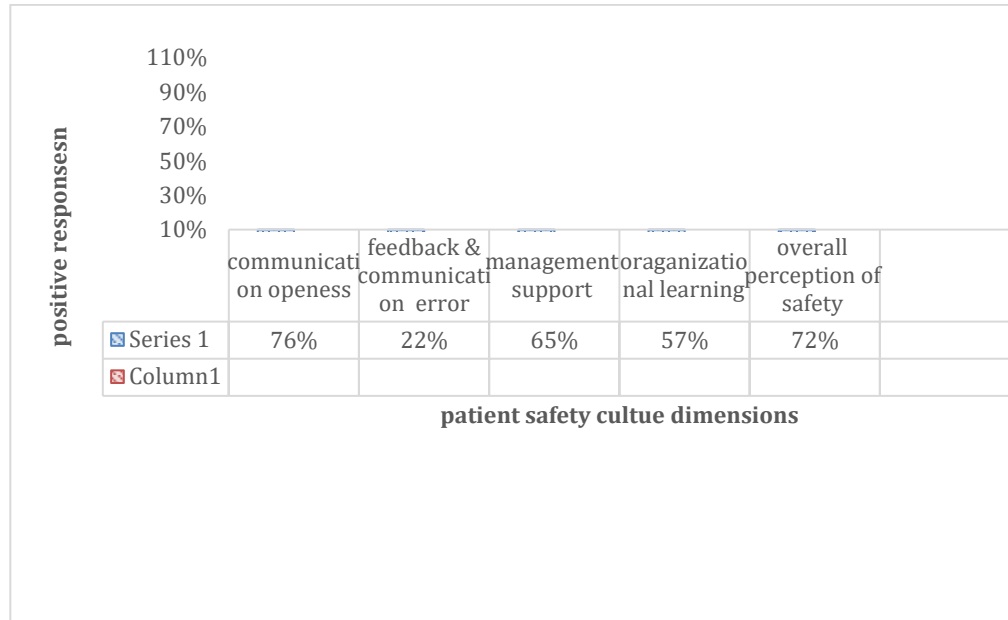 110%
90%
70%
50%
30%
10%
positive responsesn
communicati
on openess
feedback &
communicati
on error
management
support
oraganizatio
nal learning
overall
perception of
safety
Series 1 76% 22% 65% 57% 72%
Column1
patient safety cultue dimensions